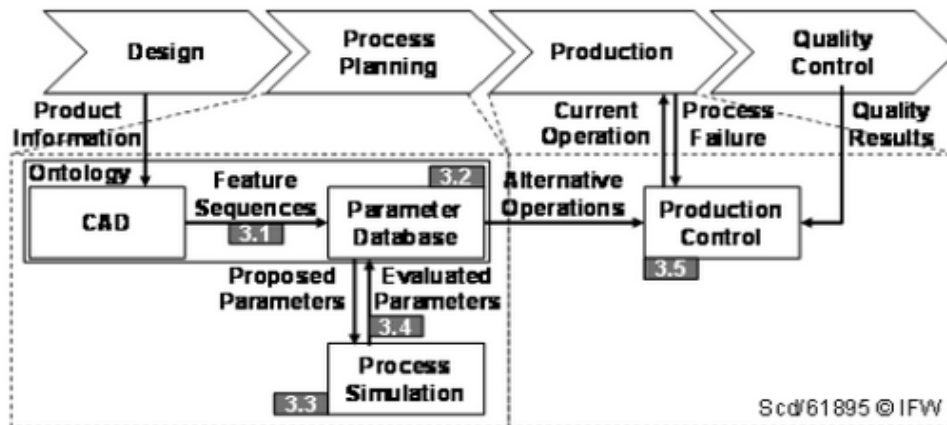 Design
Process
Planning
Production
Quality
Control
Product
Information
Current
Operation
Process
Failure
Quality
Results
Ontology
CAD
Feature
Sequences
3.1
3.2
Parameter
Database
Alternative
Operations
Production
Control
3.5
Proposed
Parameters
Evaluated
Parameters
3.4
Process
Simulation
3.3
Scd/61895 © IFW